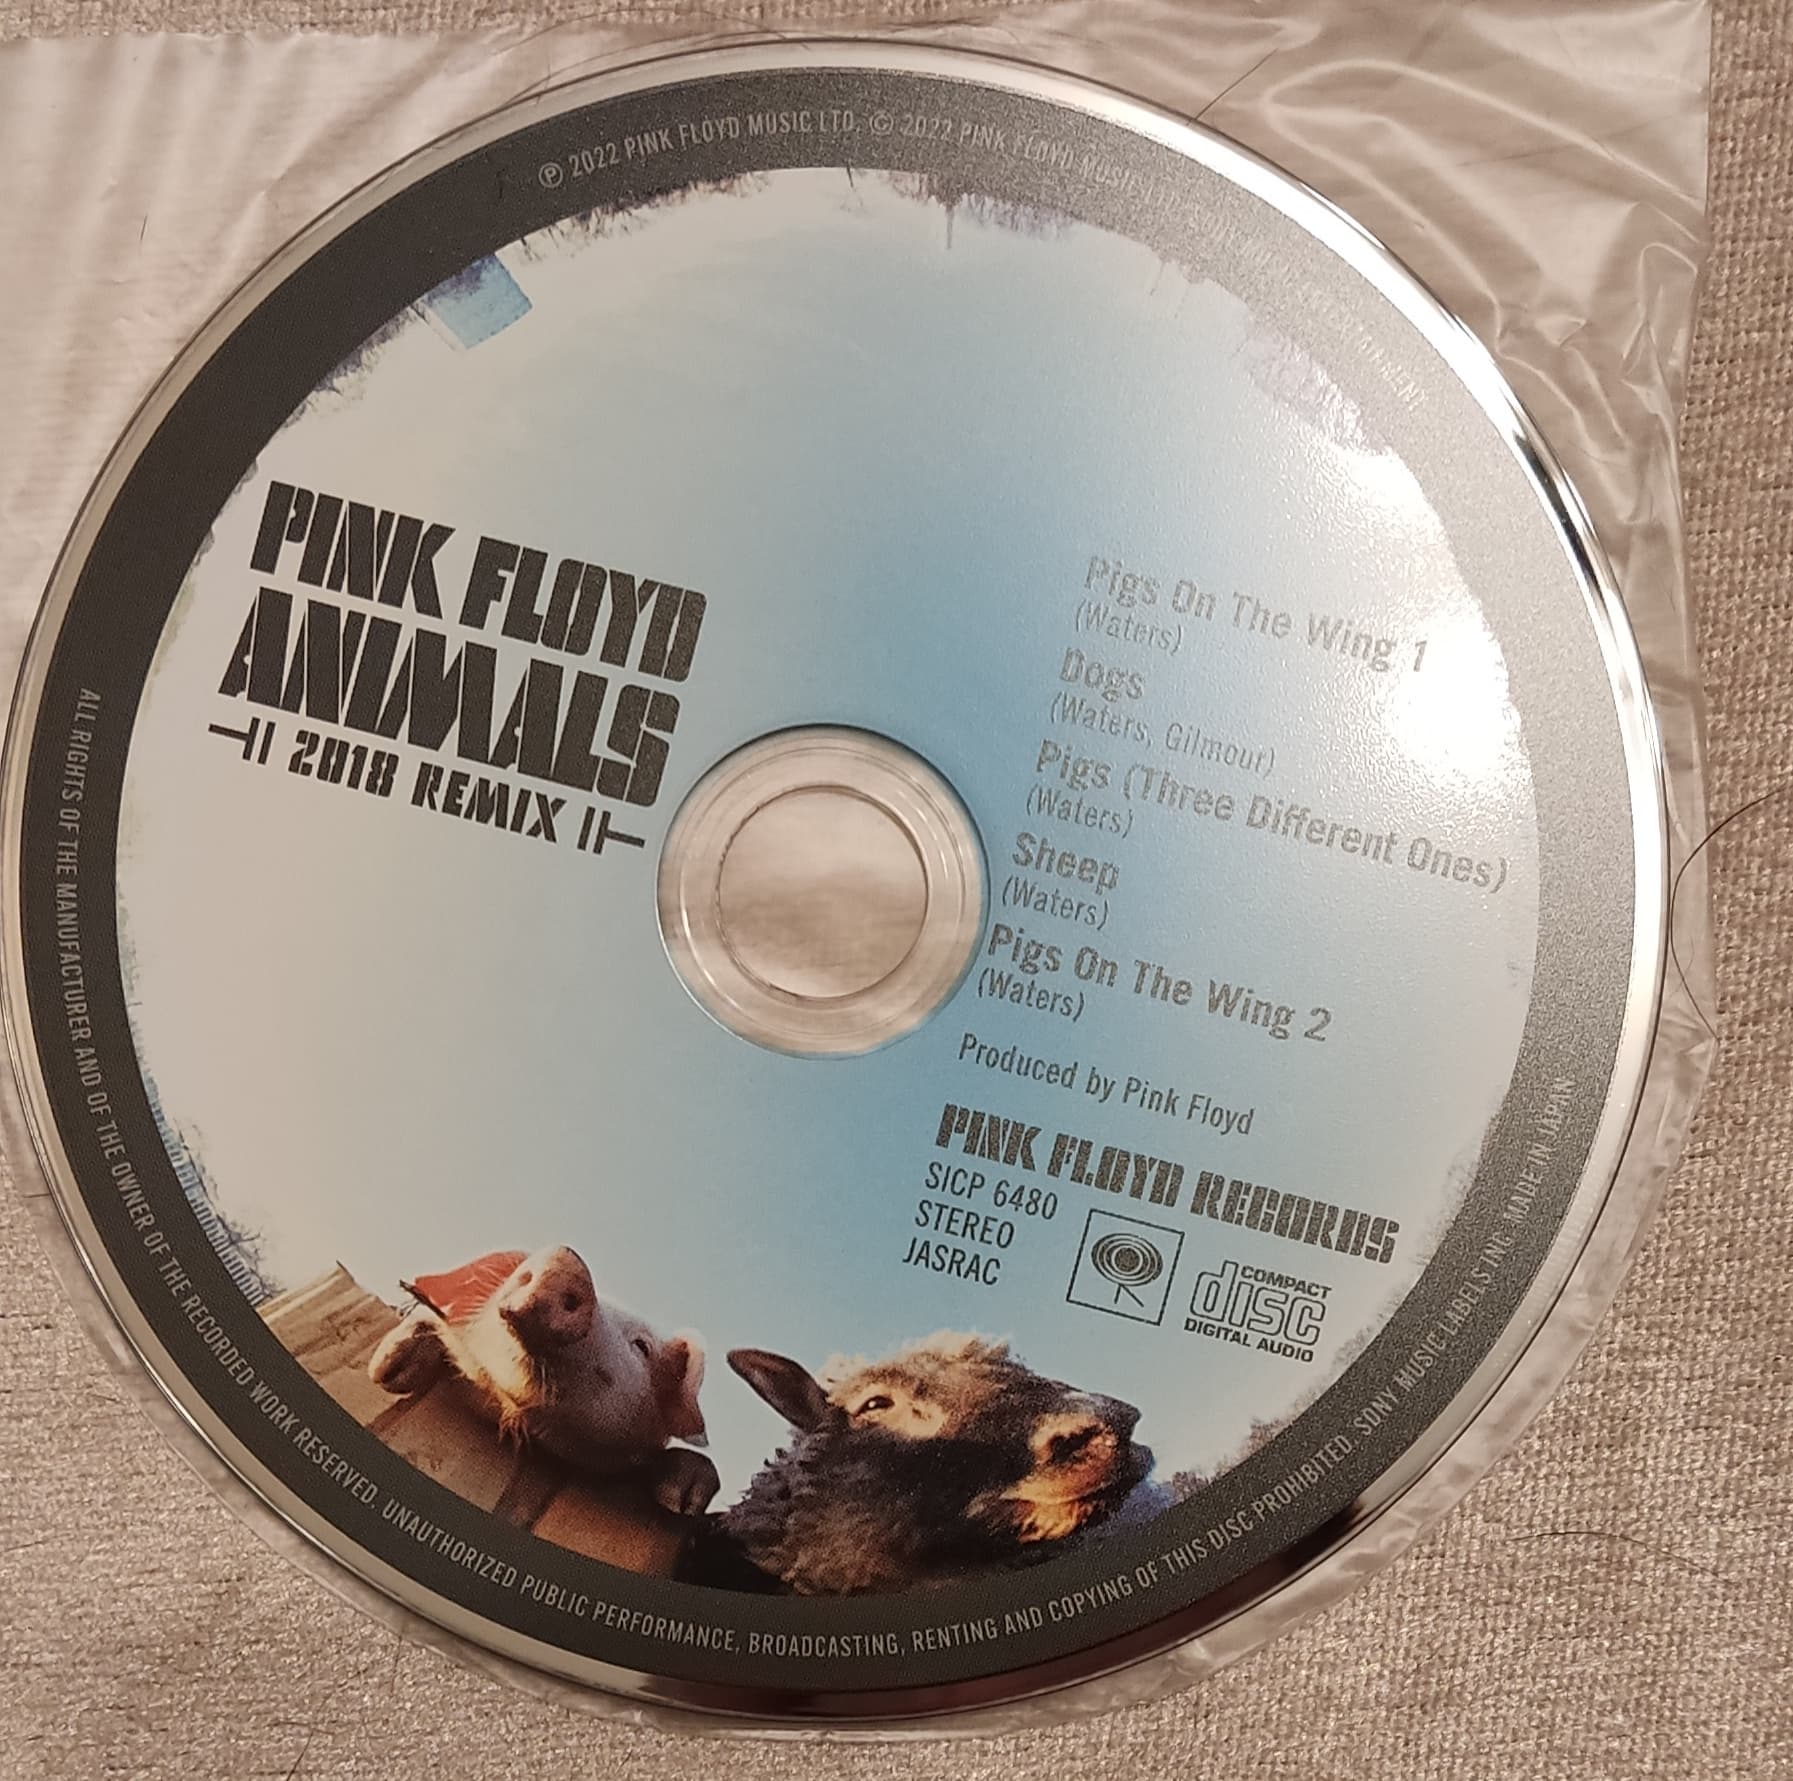 ℗ 2022 PINK FLOYD MUSIC LTD, © 2022 PINK FLOYD MUSIC LTD, SONY MUSIC ENTERTAINMENT
PINK FLOYD
ANIMALS
2018 REMIX
Pigs On The Wing 1
(Waters)
Dogs
(Waters, Gilmour)
Pigs (Three Different Ones)
(Waters)
Sheep
(Waters)
Pigs On The Wing 2
(Waters)
Produced by Pink Floyd
PINK FLOYD RECORDS
SICP 6480
STEREO
JASRAC
COMPACT
disc
DIGITAL AUDIO
ALL RIGHTS OF THE MANUFACTURER AND OF THE OWNER OF THE RECORDED WORK RESERVED. UNAUTHORIZED PUBLIC PERFORMANCE, BROADCASTING, RENTING AND COPYING OF THIS DISC PROHIBITED. SONY MUSIC LABELS INC. MADE IN JAPAN